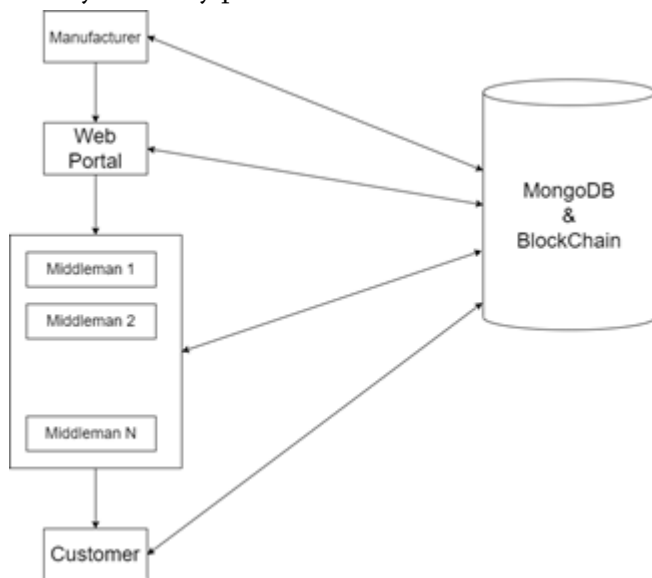 Manufacturer
Web
Portal
Middleman 1
Middleman 2
Middleman N
Customer
MongoDB
&
BlockChain